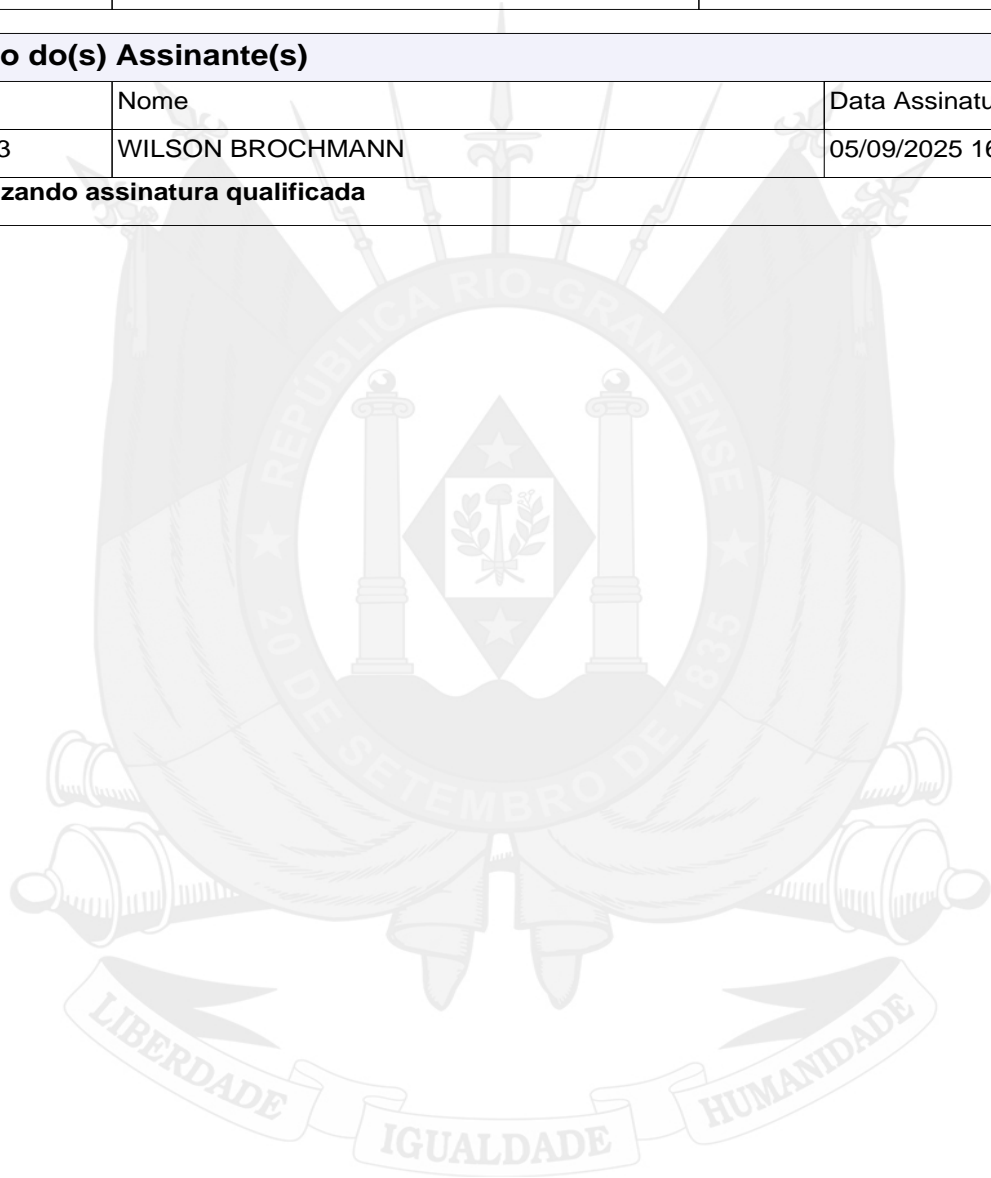 o do(s) Assinante(s)
Nome Data Assinatu
3 WILSON BROCHMANN 05/09/2025 16
zando assinatura qualificada
REPÚBLICA RIO-GRANDENSE
20 DE SETEMBRO DE 1835
LIBERDADE IGUALDADE HUMANIDADE